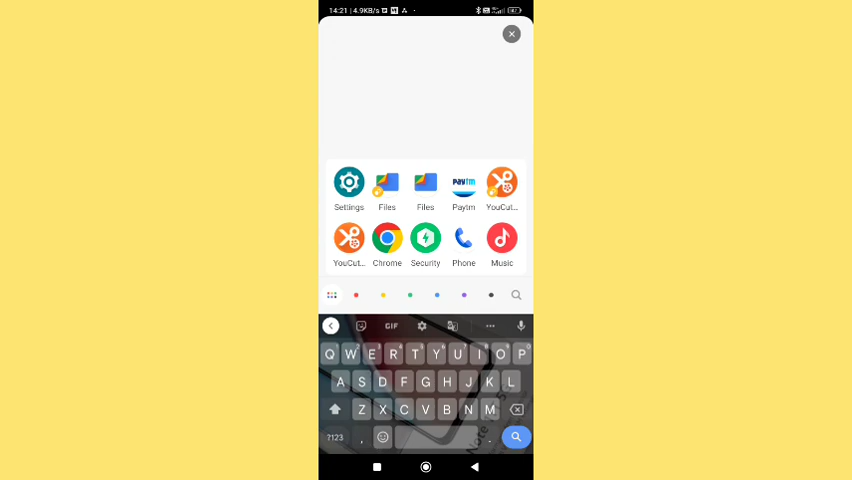 14:21 | 4.9KB/s
Settings Files Files Paytm YouCut...
YouCut... Chrome Security Phone Music
GIF
Q W E R T Y U I O P
A S D F G H J K L
Z X C V B N M
?123 , .